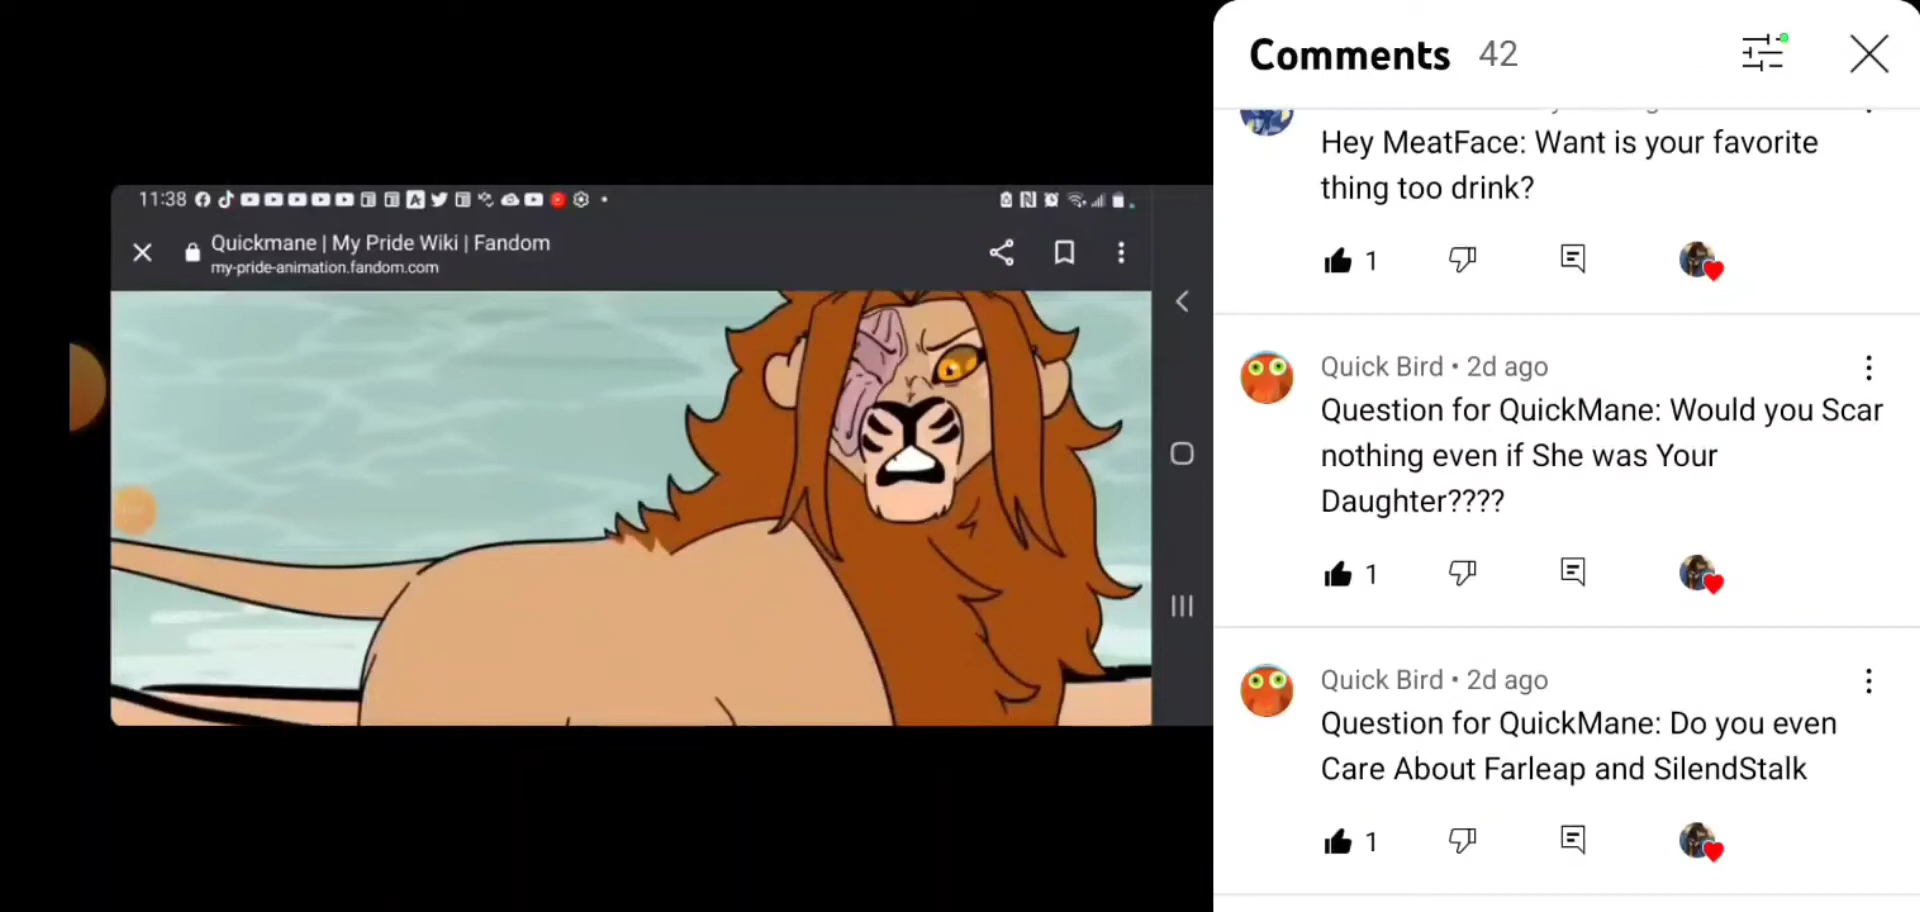 11:38
Quickmane | My Pride Wiki | Fandom
my-pride-animation.fandom.com
Comments 42
Hey MeatFace: Want is your favorite
thing too drink?
1
Quick Bird • 2d ago
Question for QuickMane: Would you Scar
nothing even if She was Your
Daughter????
1
Quick Bird • 2d ago
Question for QuickMane: Do you even
Care About Farleap and SilendStalk
1